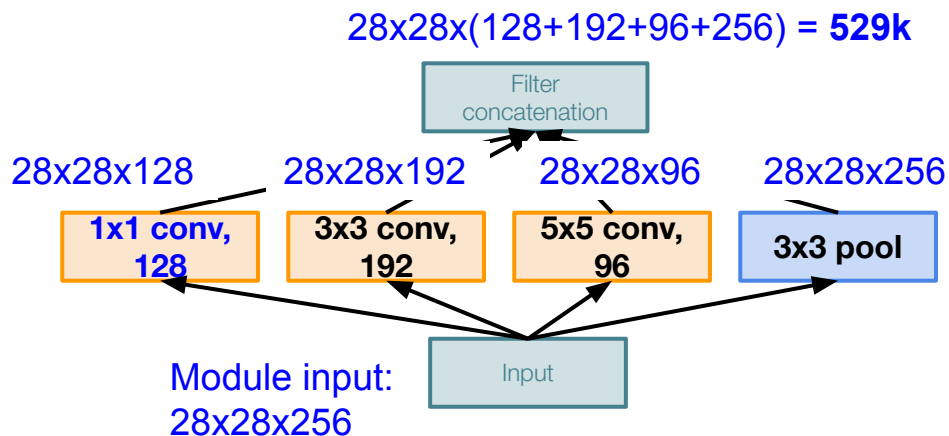 28x28x(128+192+96+256) = 529k
Filter
concatenation
28x28x128
28x28x192
28x28x96
28x28x256
1x1 conv,
128
3x3 conv,
192
5x5 conv,
96
3x3 pool
Input
Module input:
28x28x256